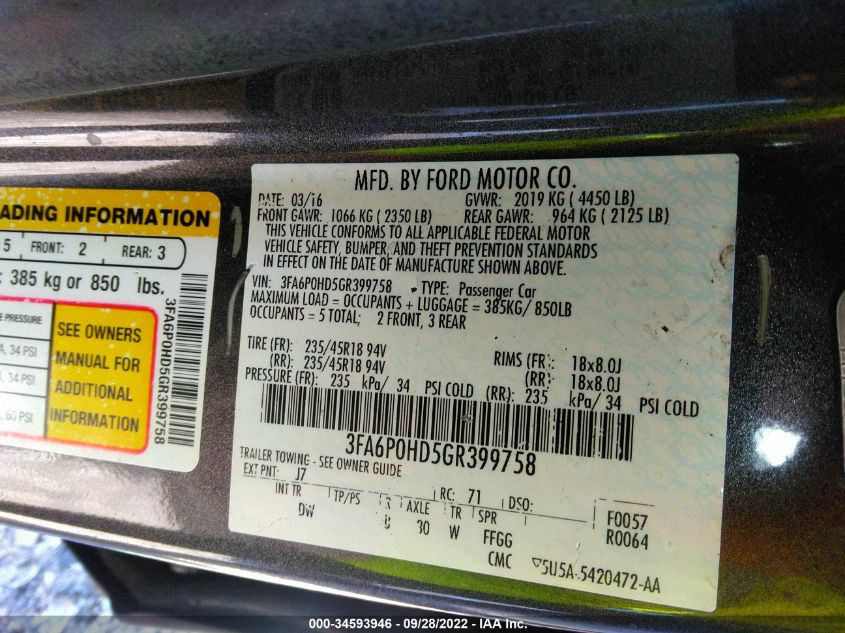 ADING INFORMATION
5 FRONT: 2 REAR: 3
: 385 kg or 850 lbs.
PRESSURE
34 PSI
34 PSI
60 PSI
SEE OWNERS
MANUAL FOR
ADDITIONAL
INFORMATION
3FA6P0HD5GR399758
MFD. BY FORD MOTOR CO.
DATE: 03/16 GVWR: 2019 KG ( 4450 LB)
FRONT GAWR: 1066 KG ( 2350 LB) REAR GAWR: 964 KG ( 2125 LB)
THIS VEHICLE CONFORMS TO ALL APPLICABLE FEDERAL MOTOR
VEHICLE SAFETY, BUMPER, AND THEFT PREVENTION STANDARDS
IN EFFECT ON THE DATE OF MANUFACTURE SHOWN ABOVE.
VIN: 3FA6P0HD5GR399758 TYPE: Passenger Car
MAXIMUM LOAD = OCCUPANTS + LUGGAGE = 385KG/ 850LB
OCCUPANTS = 5 TOTAL; 2 FRONT, 3 REAR
TIRE (FR): 235/45R18 94V RIMS (FR): 18x8.0J
(RR): 235/45R18 94V (RR): 18x8.0J
PRESSURE (FR): 235 kPa/ 34 PSI COLD (RR): 235 kPa/ 34 PSI COLD
3FA6P0HD5GR399758
TRAILER TOWING - SEE OWNER GUIDE
EXT PNT: J7 RC: 71 DSO: F0057
INT TR TP/PS R AXLE TR SPR R0064
DW 30 W FFGG
CMC 5U5A-5420472-AA
000-34593946 - 09/28/2022 - IAA Inc.